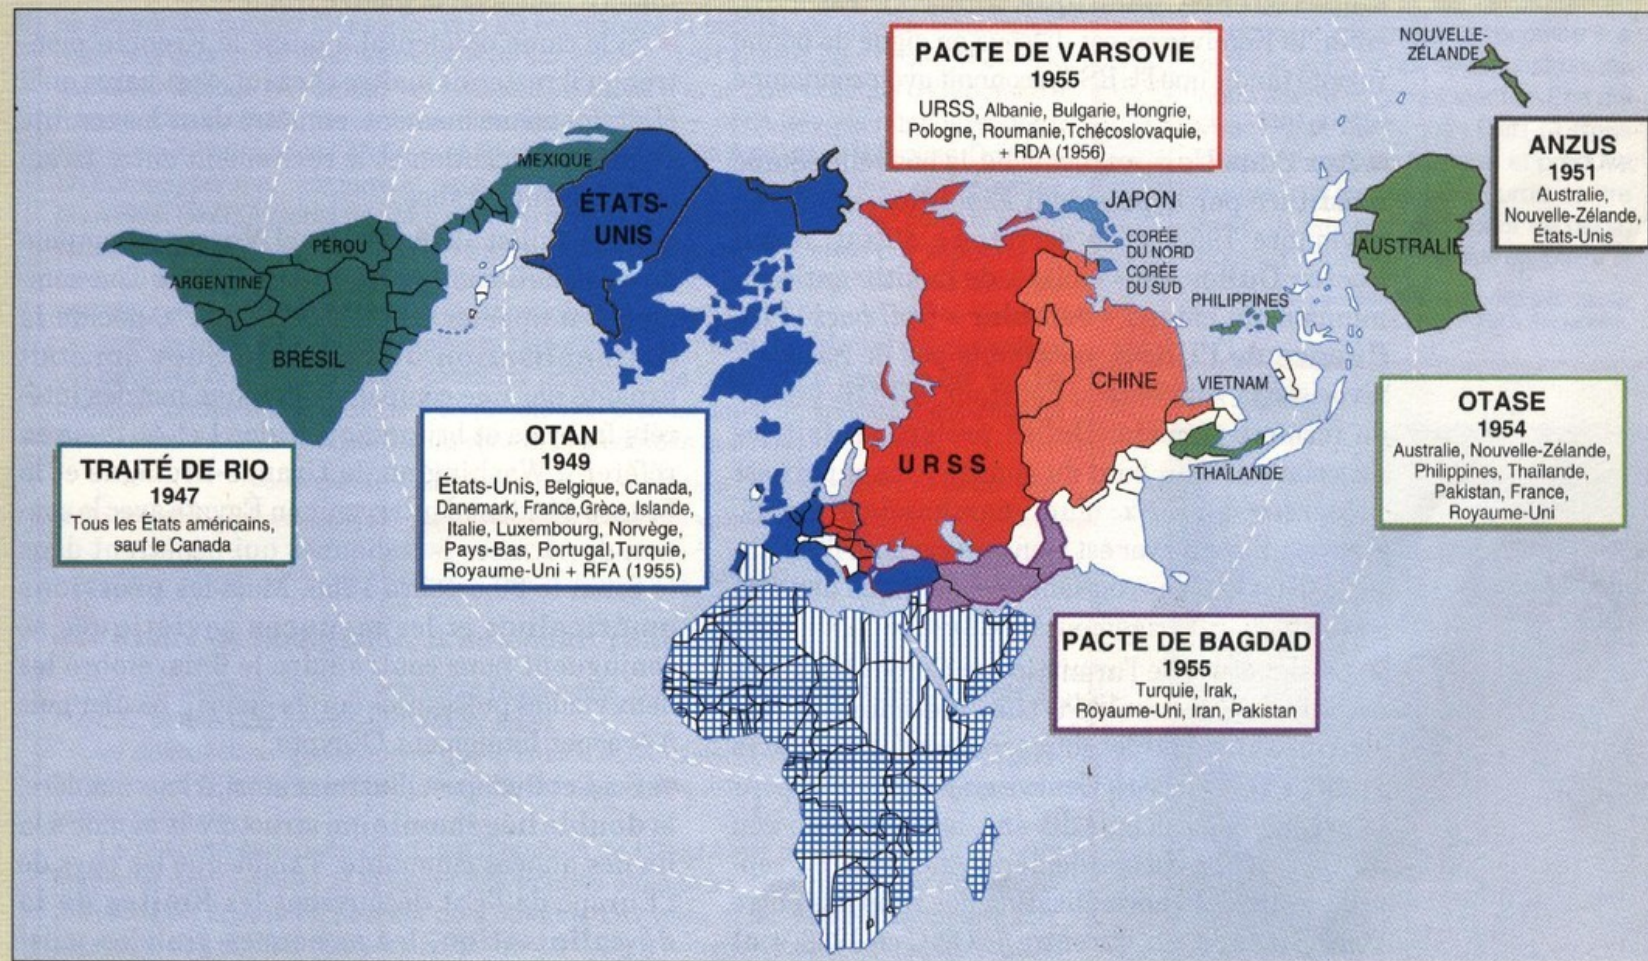 PACTE DE VARSOVIE
1955
URSS, Albanie, Bulgarie, Hongrie,
Pologne, Roumanie, Tchécoslovaquie,
+ RDA (1956)
NOUVELLE-
ZÉLANDE
ANZUS
1951
Australie,
Nouvelle-Zélande,
États-Unis
MEXIQUE
ÉTATS-
UNIS
PÉROU
ARGENTINE
BRÉSIL
JAPON
CORÉE
DU NORD
CORÉE
DU SUD
PHILIPPINES
AUSTRALIE
CHINE
VIETNAM
URSS
THAÏLANDE
TRAITÉ DE RIO
1947
Tous les États américains,
sauf le Canada
OTAN
1949
États-Unis, Belgique, Canada,
Danemark, France,Grèce, Islande,
Italie, Luxembourg, Norvège,
Pays-Bas, Portugal,Turquie,
Royaume-Uni + RFA (1955)
OTASE
1954
Australie, Nouvelle-Zélande,
Philippines, Thaïlande,
Pakistan, France,
Royaume-Uni
PACTE DE BAGDAD
1955
Turquie, Irak,
Royaume-Uni, Iran, Pakistan